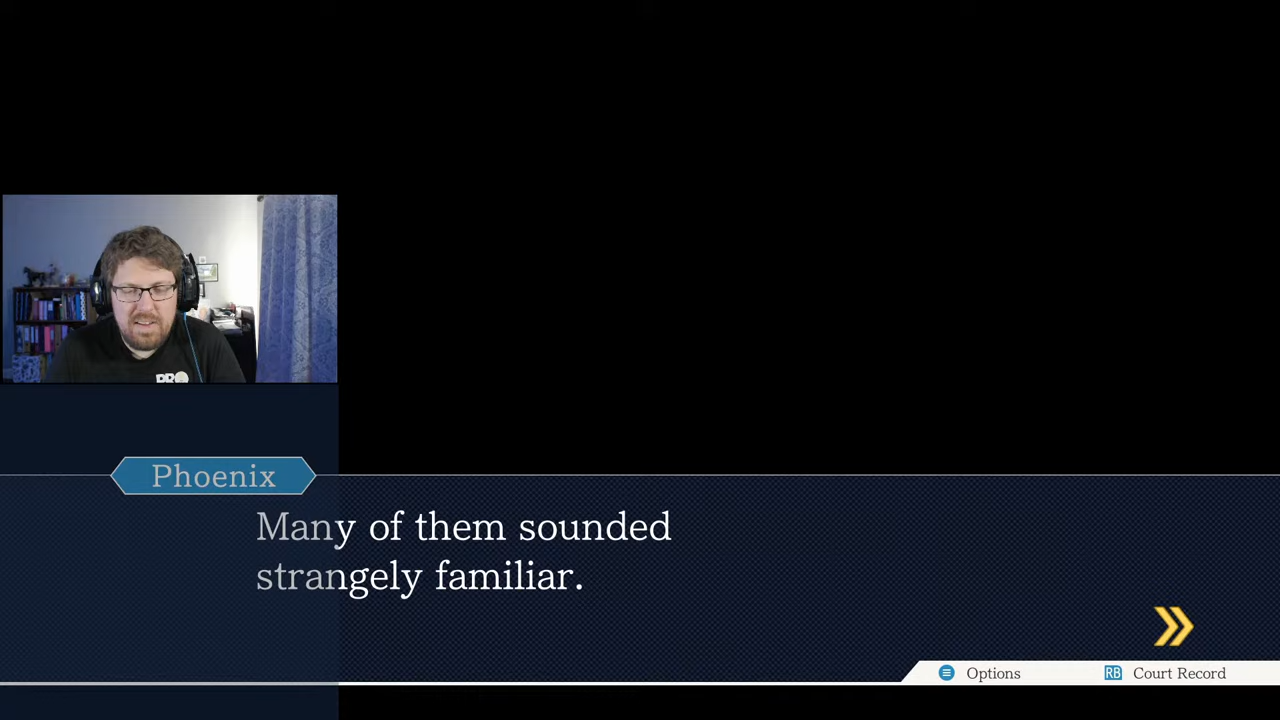 Phoenix
Many of them sounded
strangely familiar.
Options
RB Court Record